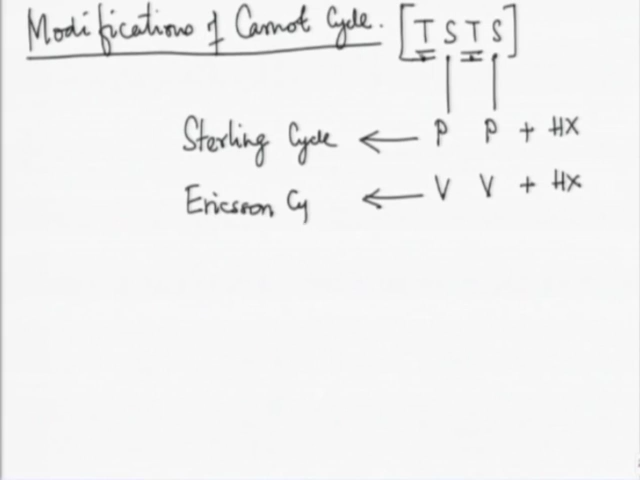 Modifications of Carnot Cycle. [T S T S]
Sterling Cycle ← P P + HX
Ericsson Cy ← V V + HX